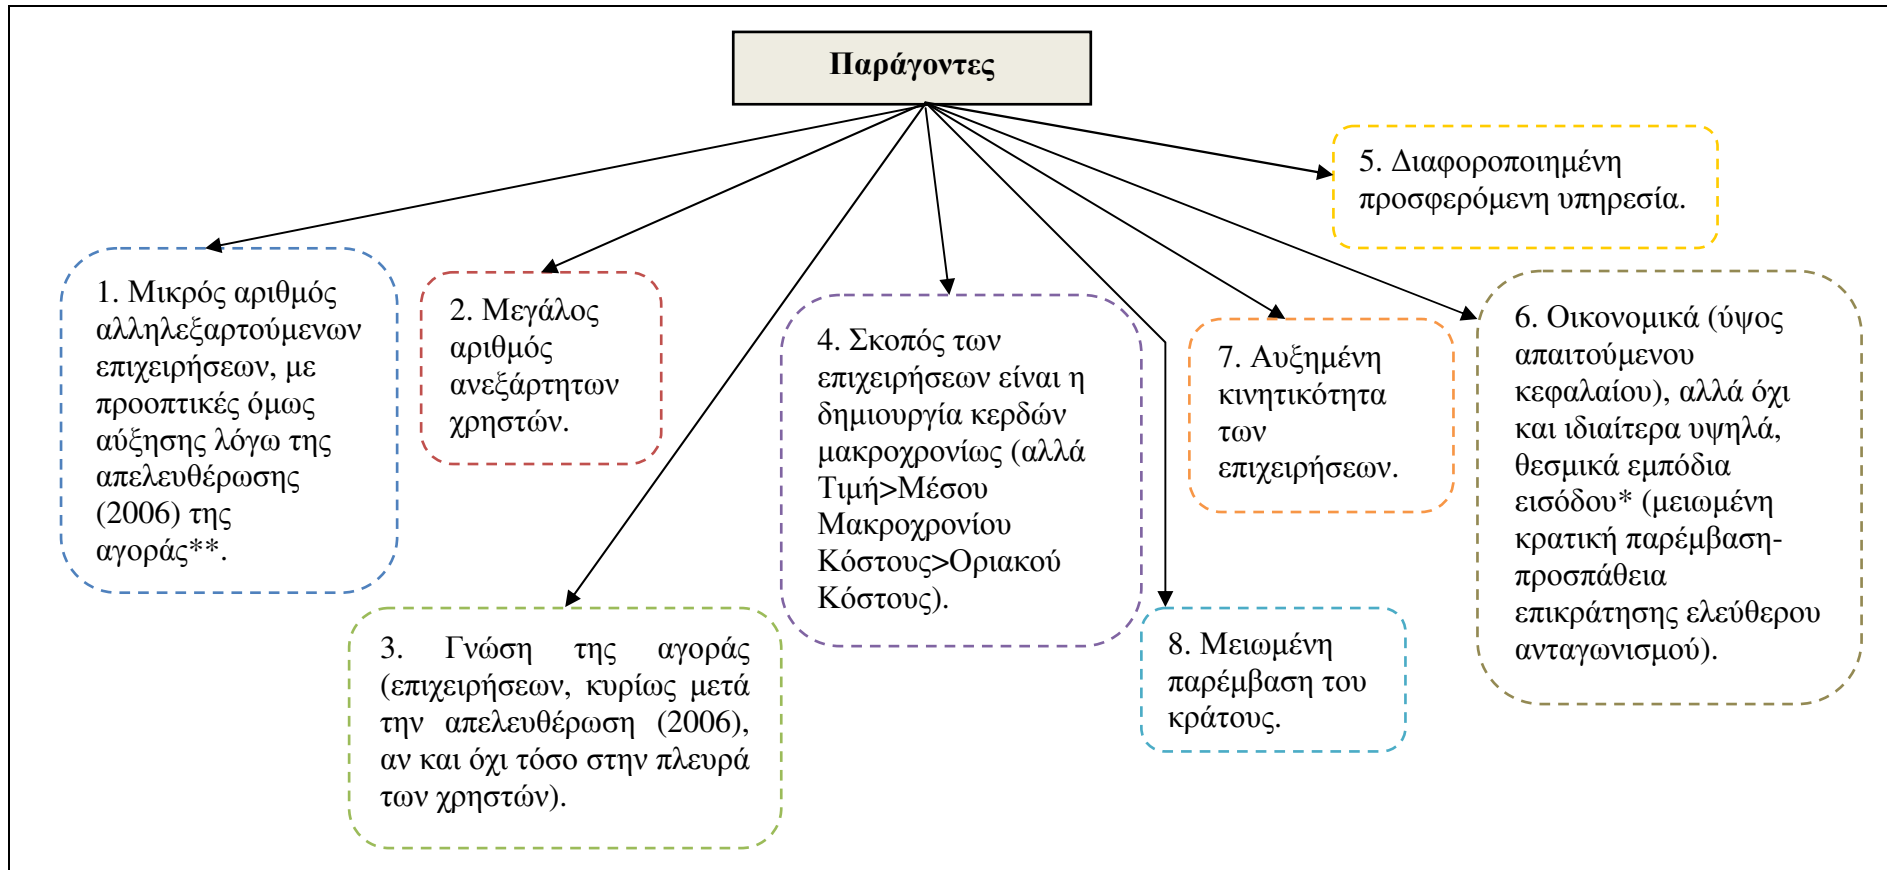 Παράγοντες
1. Μικρός αριθμός
αλληλεξαρτούμενων
επιχειρήσεων, με
προοπτικές όμως
αύξησης λόγω της
απελευθέρωσης
(2006) της
αγοράς**.
2. Μεγάλος
αριθμός
ανεξάρτητων
χρηστών.
3. Γνώση της αγοράς
(επιχειρήσεων, κυρίως μετά
την απελευθέρωση (2006),
αν και όχι τόσο στην πλευρά
των χρηστών).
4. Σκοπός των
επιχειρήσεων είναι η
δημιουργία κερδών
μακροχρονίως (αλλά
Τιμή>Μέσου
Μακροχρονίου
Κόστους>Οριακού
Κόστους).
5. Διαφοροποιημένη
προσφερόμενη υπηρεσία.
6. Οικονομικά (ύψος
απαιτούμενου
κεφαλαίου), αλλά όχι
και ιδιαίτερα υψηλά,
θεσμικά εμπόδια
εισόδου* (μειωμένη
κρατική παρέμβαση-
προσπάθεια
επικράτησης ελεύθερου
ανταγωνισμού).
7. Αυξημένη
κινητικότητα
των
επιχειρήσεων.
8. Μειωμένη
παρέμβαση του
κράτους.